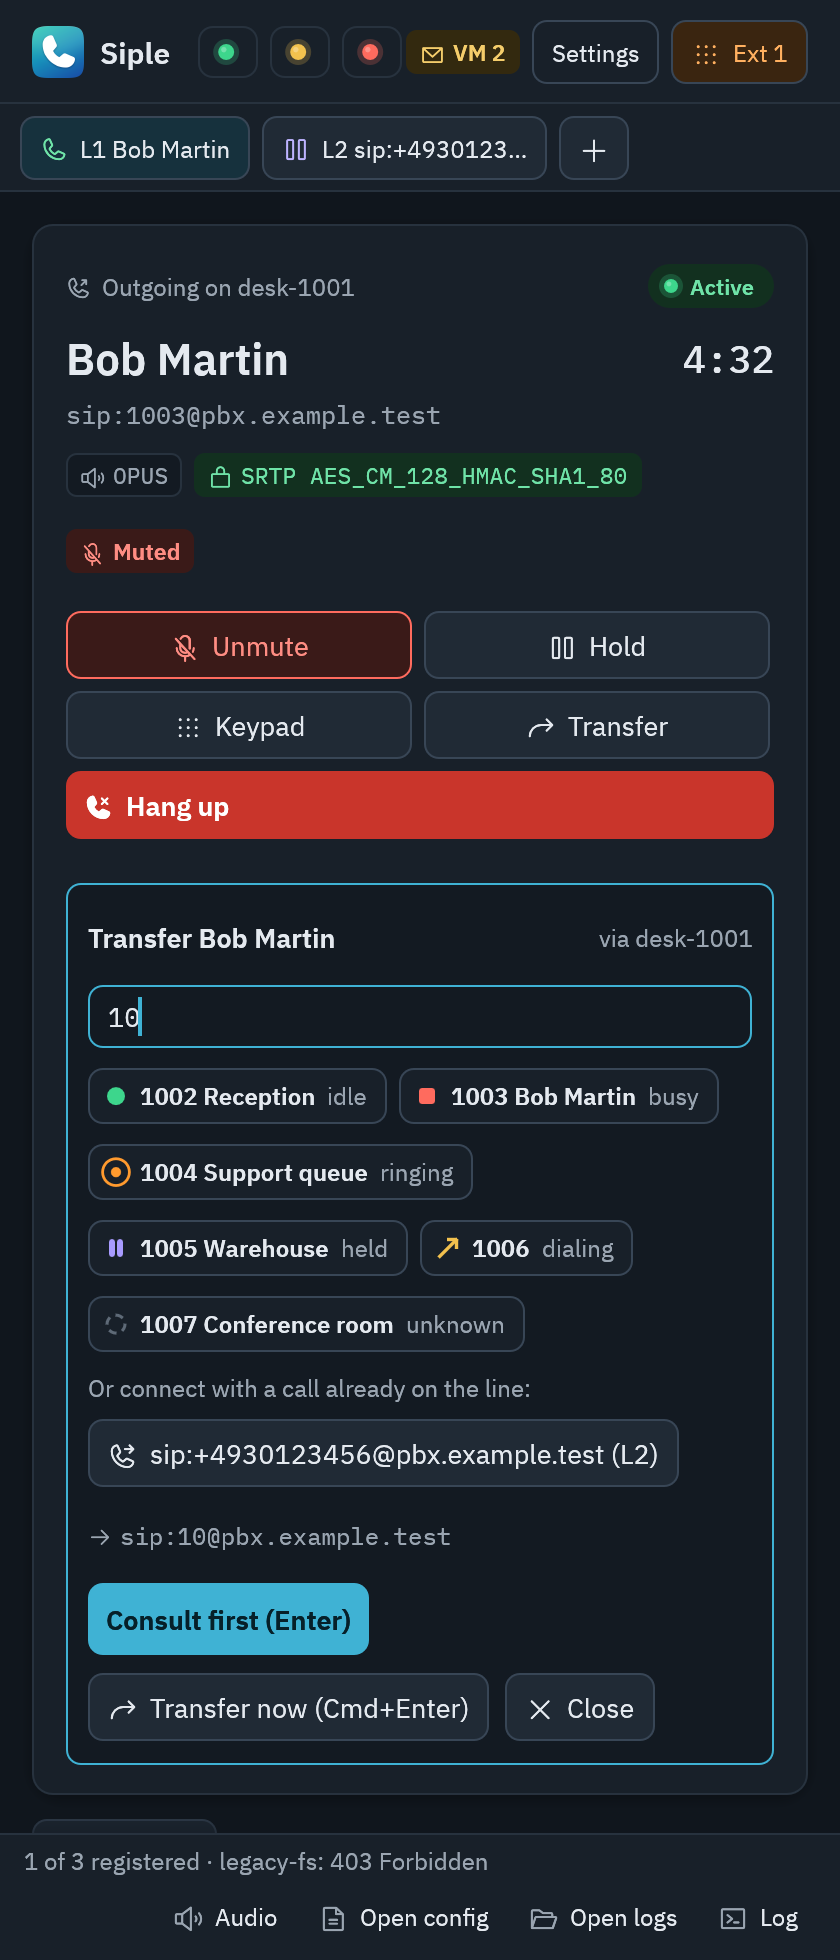 Siple
VM 2
Settings
Ext 1
L1 Bob Martin
L2 sip:+4930123...
Outgoing on desk-1001
Active
Bob Martin
4:32
sip:1003@pbx.example.test
OPUS
SRTP AES_CM_128_HMAC_SHA1_80
Muted
Unmute
Hold
Keypad
Transfer
Hang up
Transfer Bob Martin
via desk-1001
10
1002 Reception idle
1003 Bob Martin busy
1004 Support queue ringing
1005 Warehouse held
1006 dialing
1007 Conference room unknown
Or connect with a call already on the line:
sip:+4930123456@pbx.example.test (L2)
→ sip:10@pbx.example.test
Consult first (Enter)
Transfer now (Cmd+Enter)
Close
1 of 3 registered · legacy-fs: 403 Forbidden
Audio
Open config
Open logs
Log